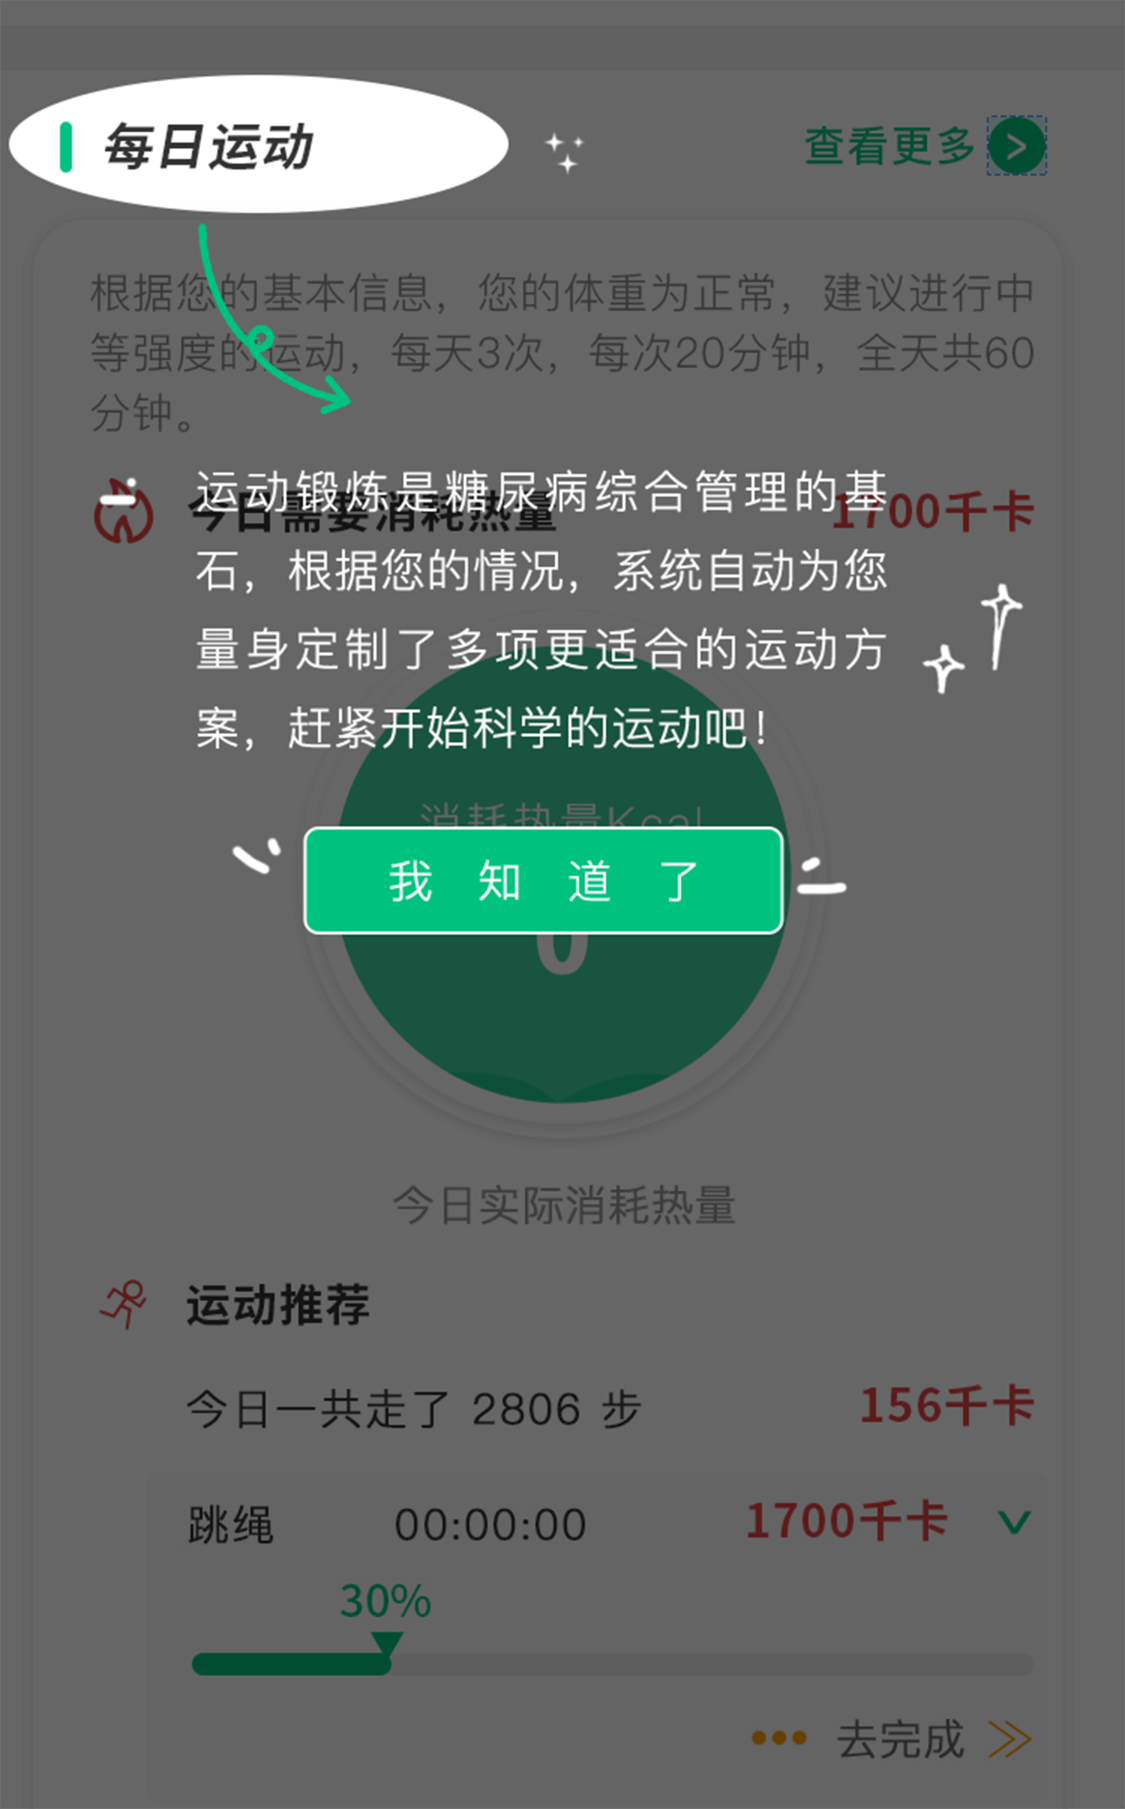 每日运动
查看更多
根据您的基本信息，您的体重为正常，建议进行中
等强度的运动，每天3次，每次20分钟，全天共60
分钟。
今日需要消耗热量 1700千卡
运动锻炼是糖尿病综合管理的基
石，根据您的情况，系统自动为您
量身定制了多项更适合的运动方
案，赶紧开始科学的运动吧！
消耗热量Kcal
我知道了
0
今日实际消耗热量
运动推荐
今日一共走了 2806 步 156千卡
跳绳 00:00:00 1700千卡
30%
去完成